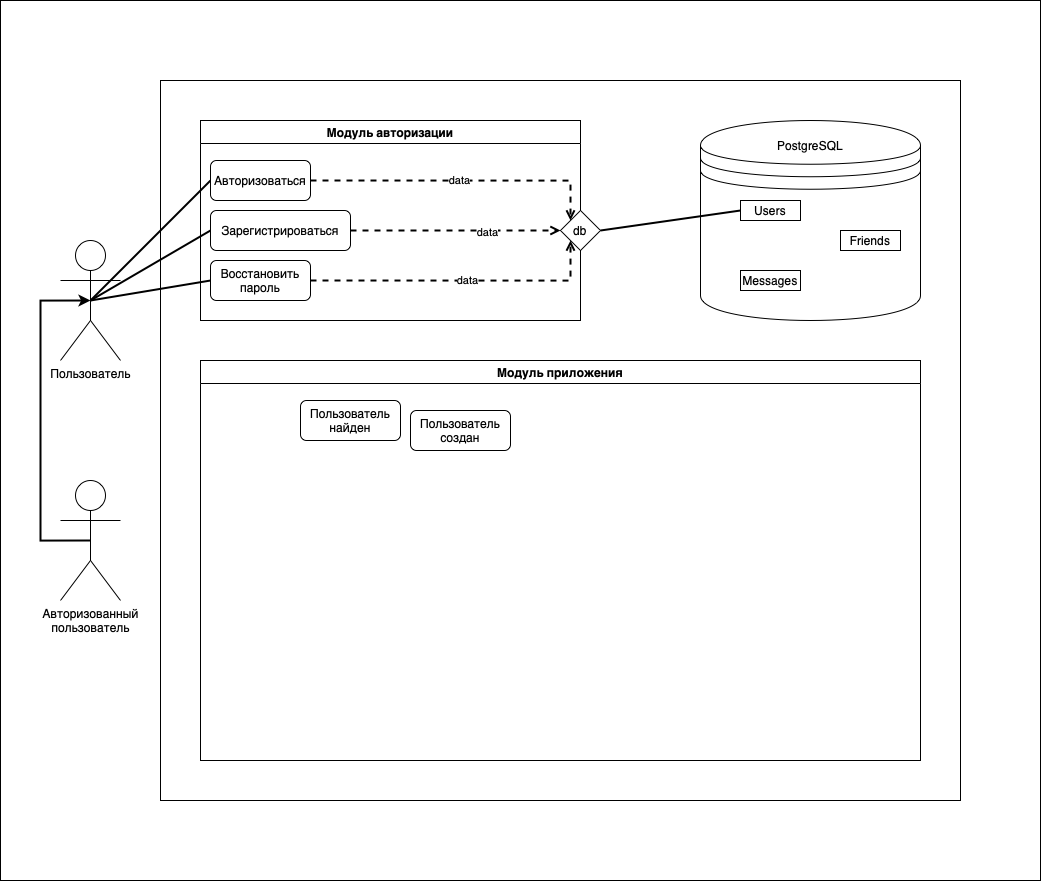 Модуль авторизации
PostgreSQL
Авторизоваться
data
Users
Зарегистрироваться
data
db
Friends
Восстановить
пароль
data
Messages
Пользователь
Модуль приложения
Пользователь
найден
Пользователь
создан
Авторизованный
пользователь